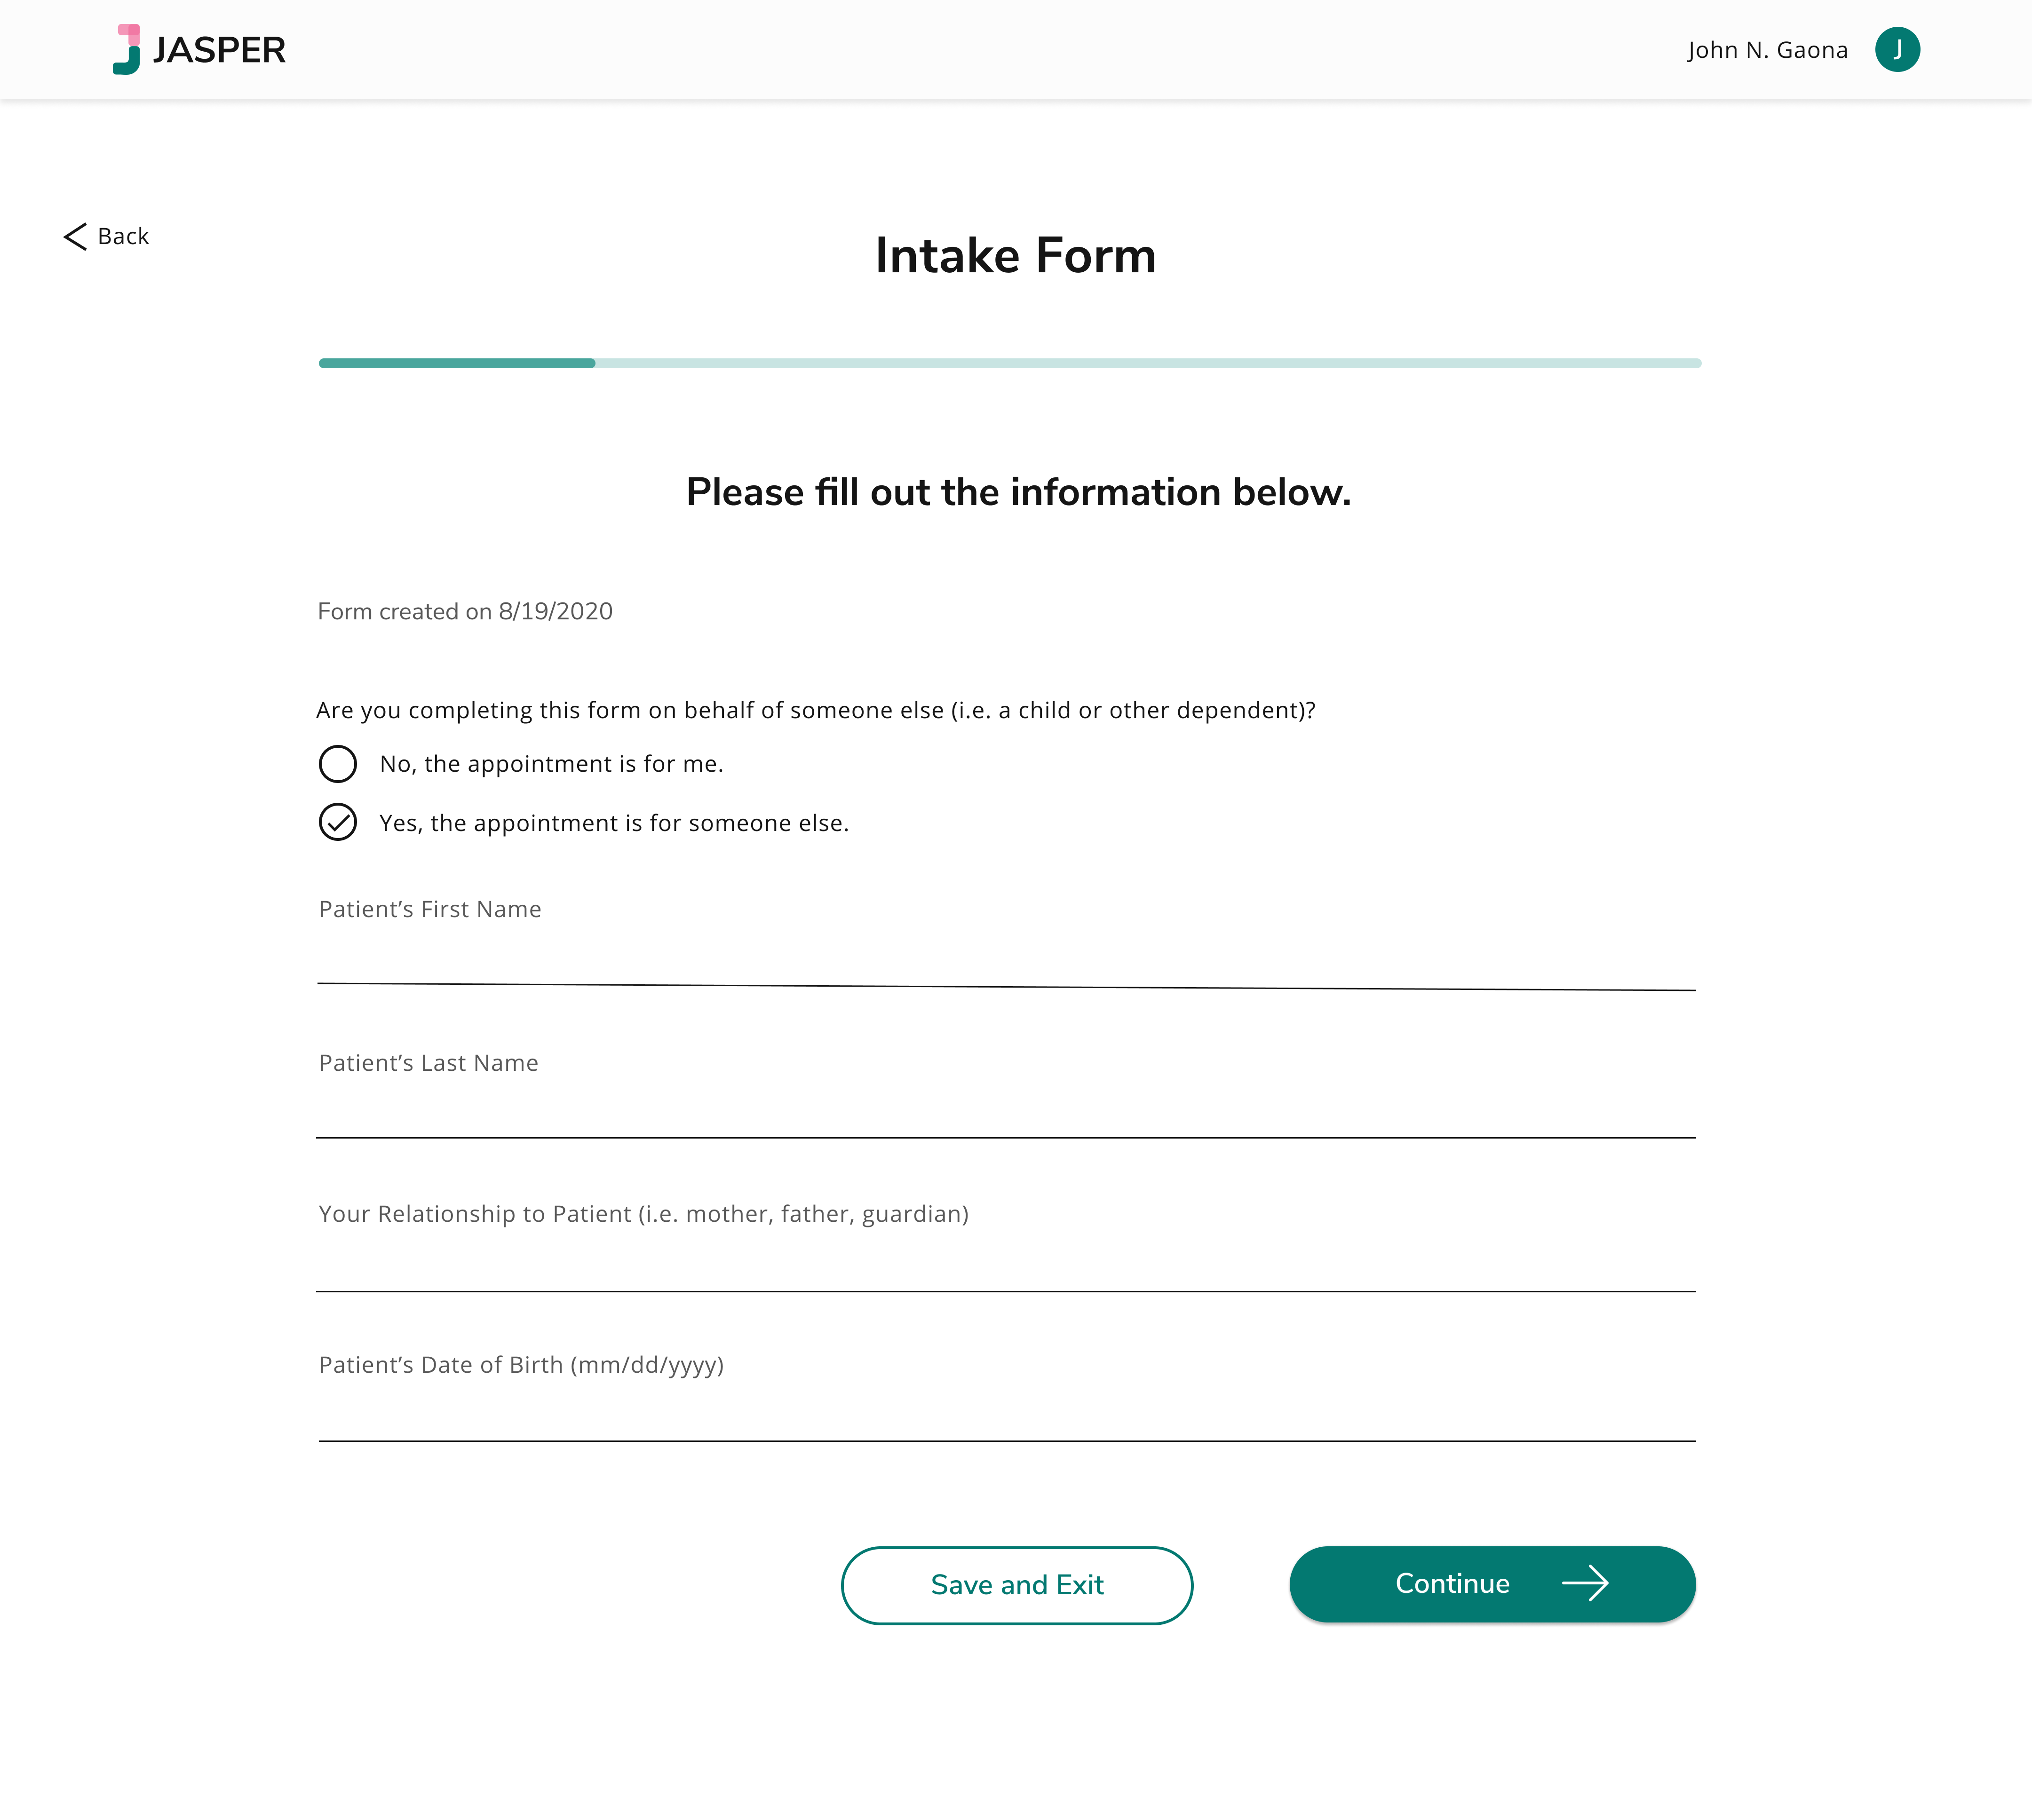 JASPER
John N. Gaona
J
Back
Intake Form
Please fill out the information below.
Form created on 8/19/2020
Are you completing this form on behalf of someone else (i.e. a child or other dependent)?
No, the appointment is for me.
Yes, the appointment is for someone else.
Patient’s First Name
Patient’s Last Name
Your Relationship to Patient (i.e. mother, father, guardian)
Patient’s Date of Birth (mm/dd/yyyy)
Save and Exit
Continue